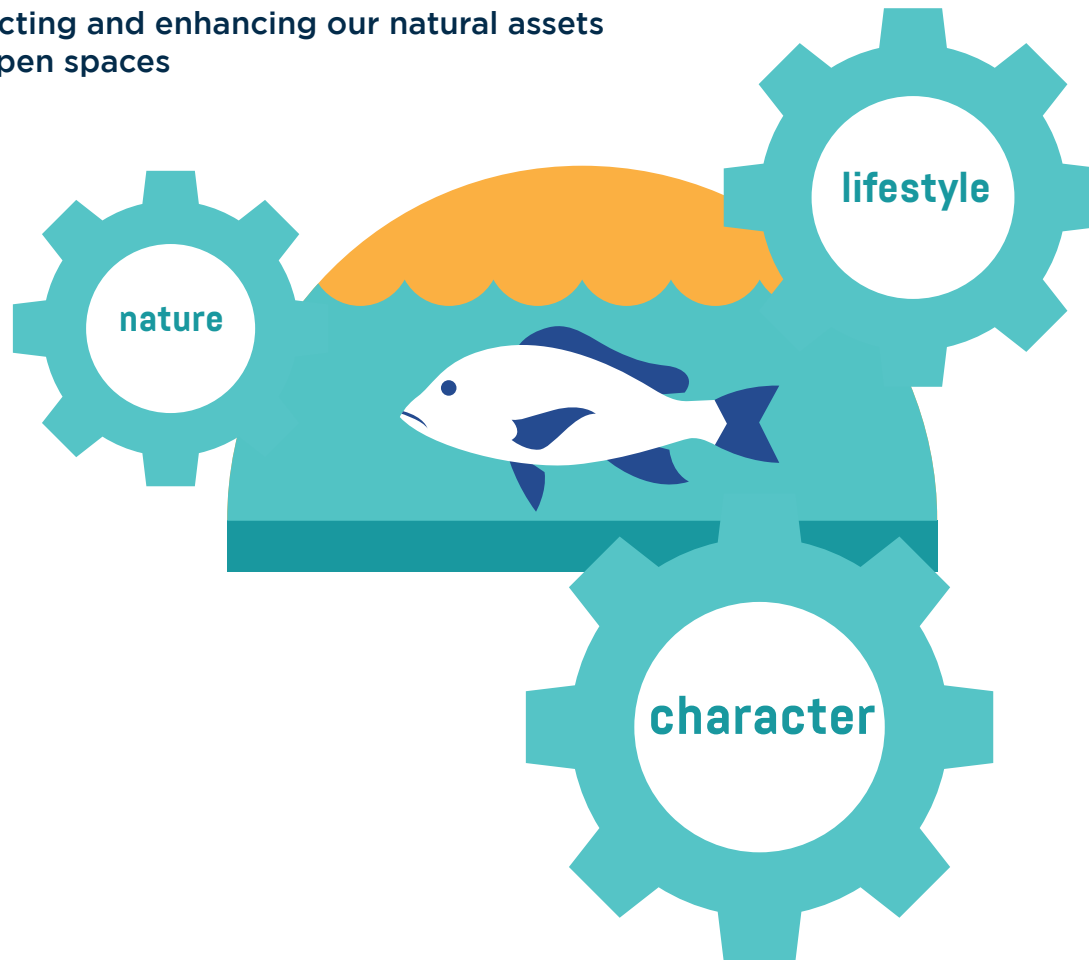 cting and enhancing our natural assets
pen spaces
lifestyle
nature
character